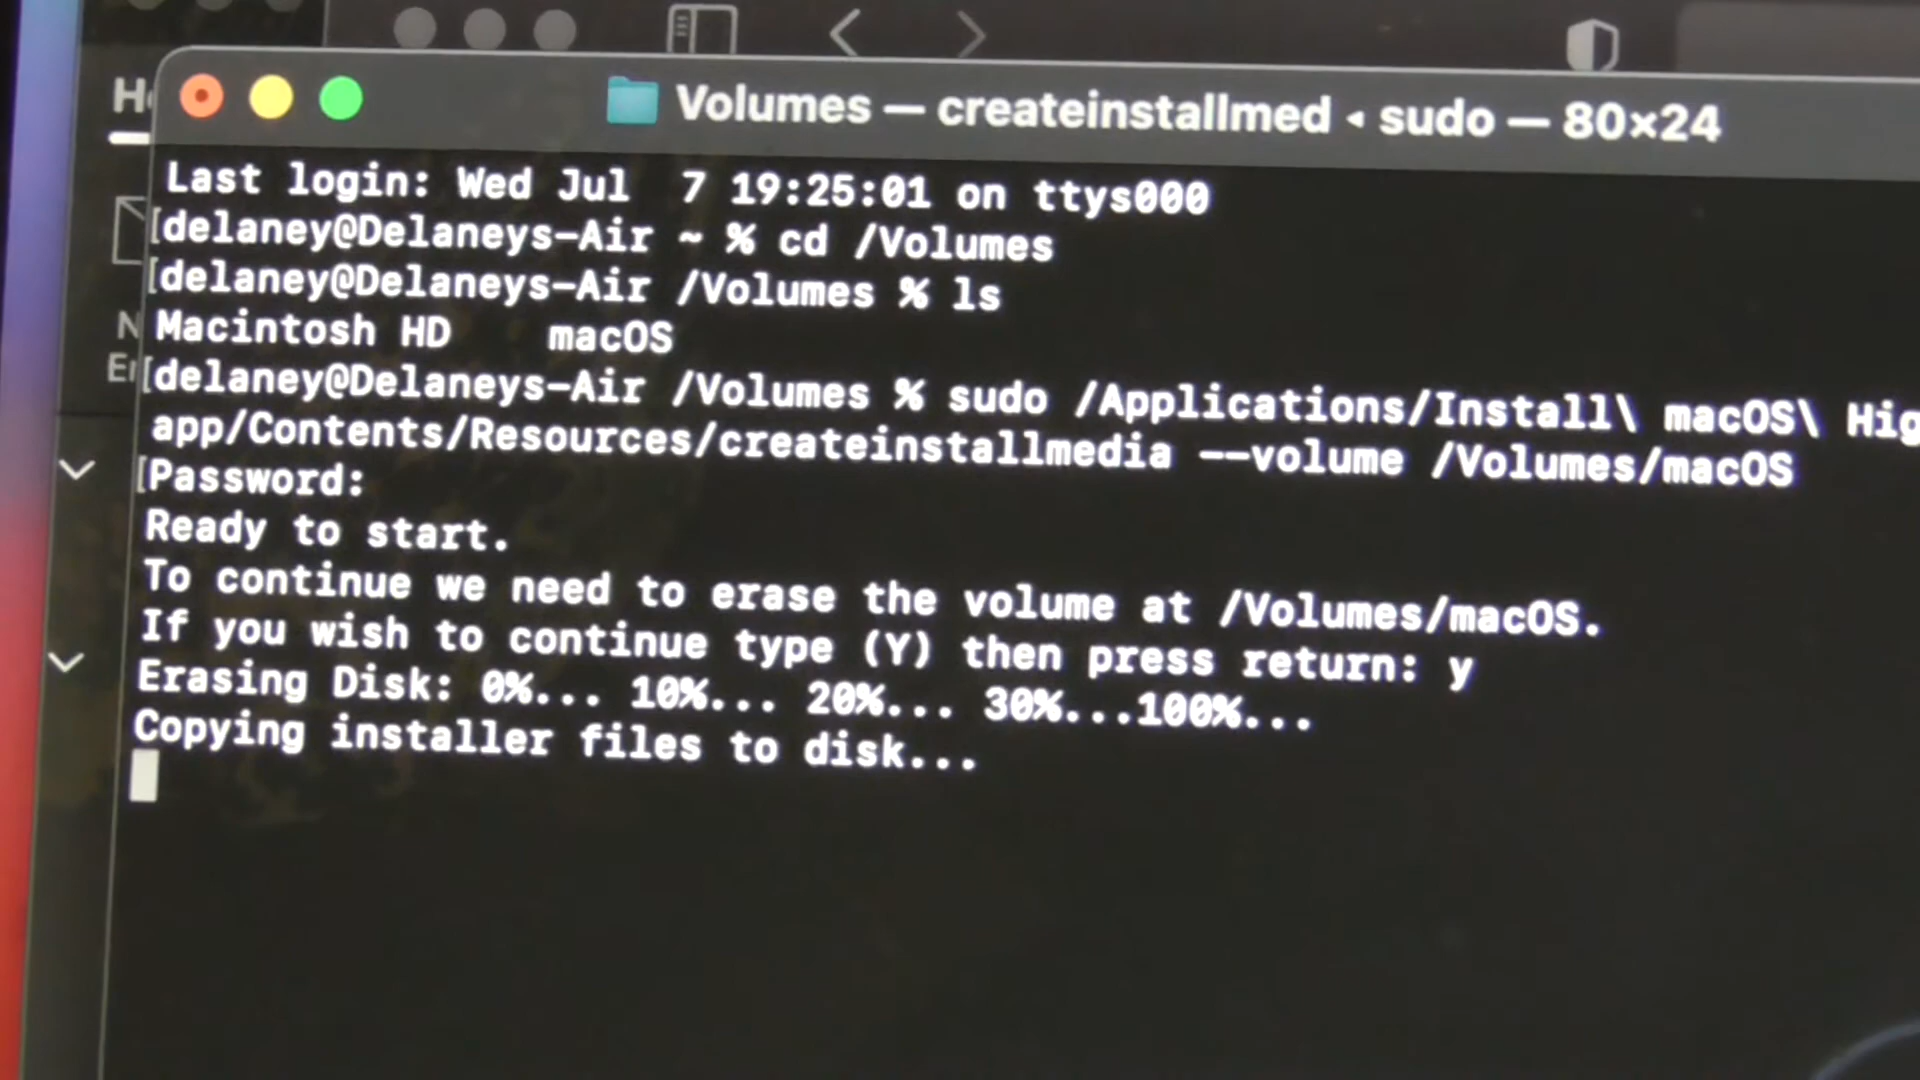 Volumes — createinstallmed ◂ sudo — 80×24
Last login: Wed Jul  7 19:25:01 on ttys000
[delaney@Delaneys-Air ~ % cd /Volumes
[delaney@Delaneys-Air /Volumes % ls
Macintosh HD    macOS
[delaney@Delaneys-Air /Volumes % sudo /Applications/Install\ macOS\ Hig
app/Contents/Resources/createinstallmedia --volume /Volumes/macOS
[Password:
Ready to start.
To continue we need to erase the volume at /Volumes/macOS.
If you wish to continue type (Y) then press return: y
Erasing Disk: 0%... 10%... 20%... 30%...100%...
Copying installer files to disk...